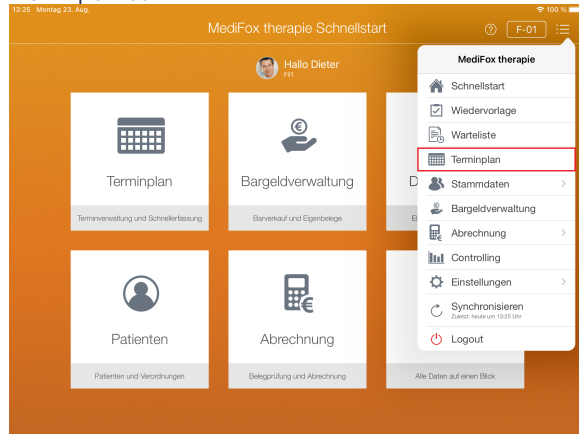 13:25 Montag 23. Aug.
100 %
MediFox therapie Schnellstart
F-01
Hallo Dieter
Fil1
MediFox therapie
Schnellstart
Wiedervorlage
Warteliste
Terminplan
Stammdaten
Bargeldverwaltung
Abrechnung
Controlling
Einstellungen
Synchronisieren
Zuletzt: heute um 13:25 Uhr
Logout
Terminplan
Bargeldverwaltung
D
Terminverwaltung und Schnellerfassung
Barverkauf und Eigenbelege
Patienten
Abrechnung
Patienten und Verordnungen
Belegprüfung und Abrechnung
Alle Daten auf einen Blick